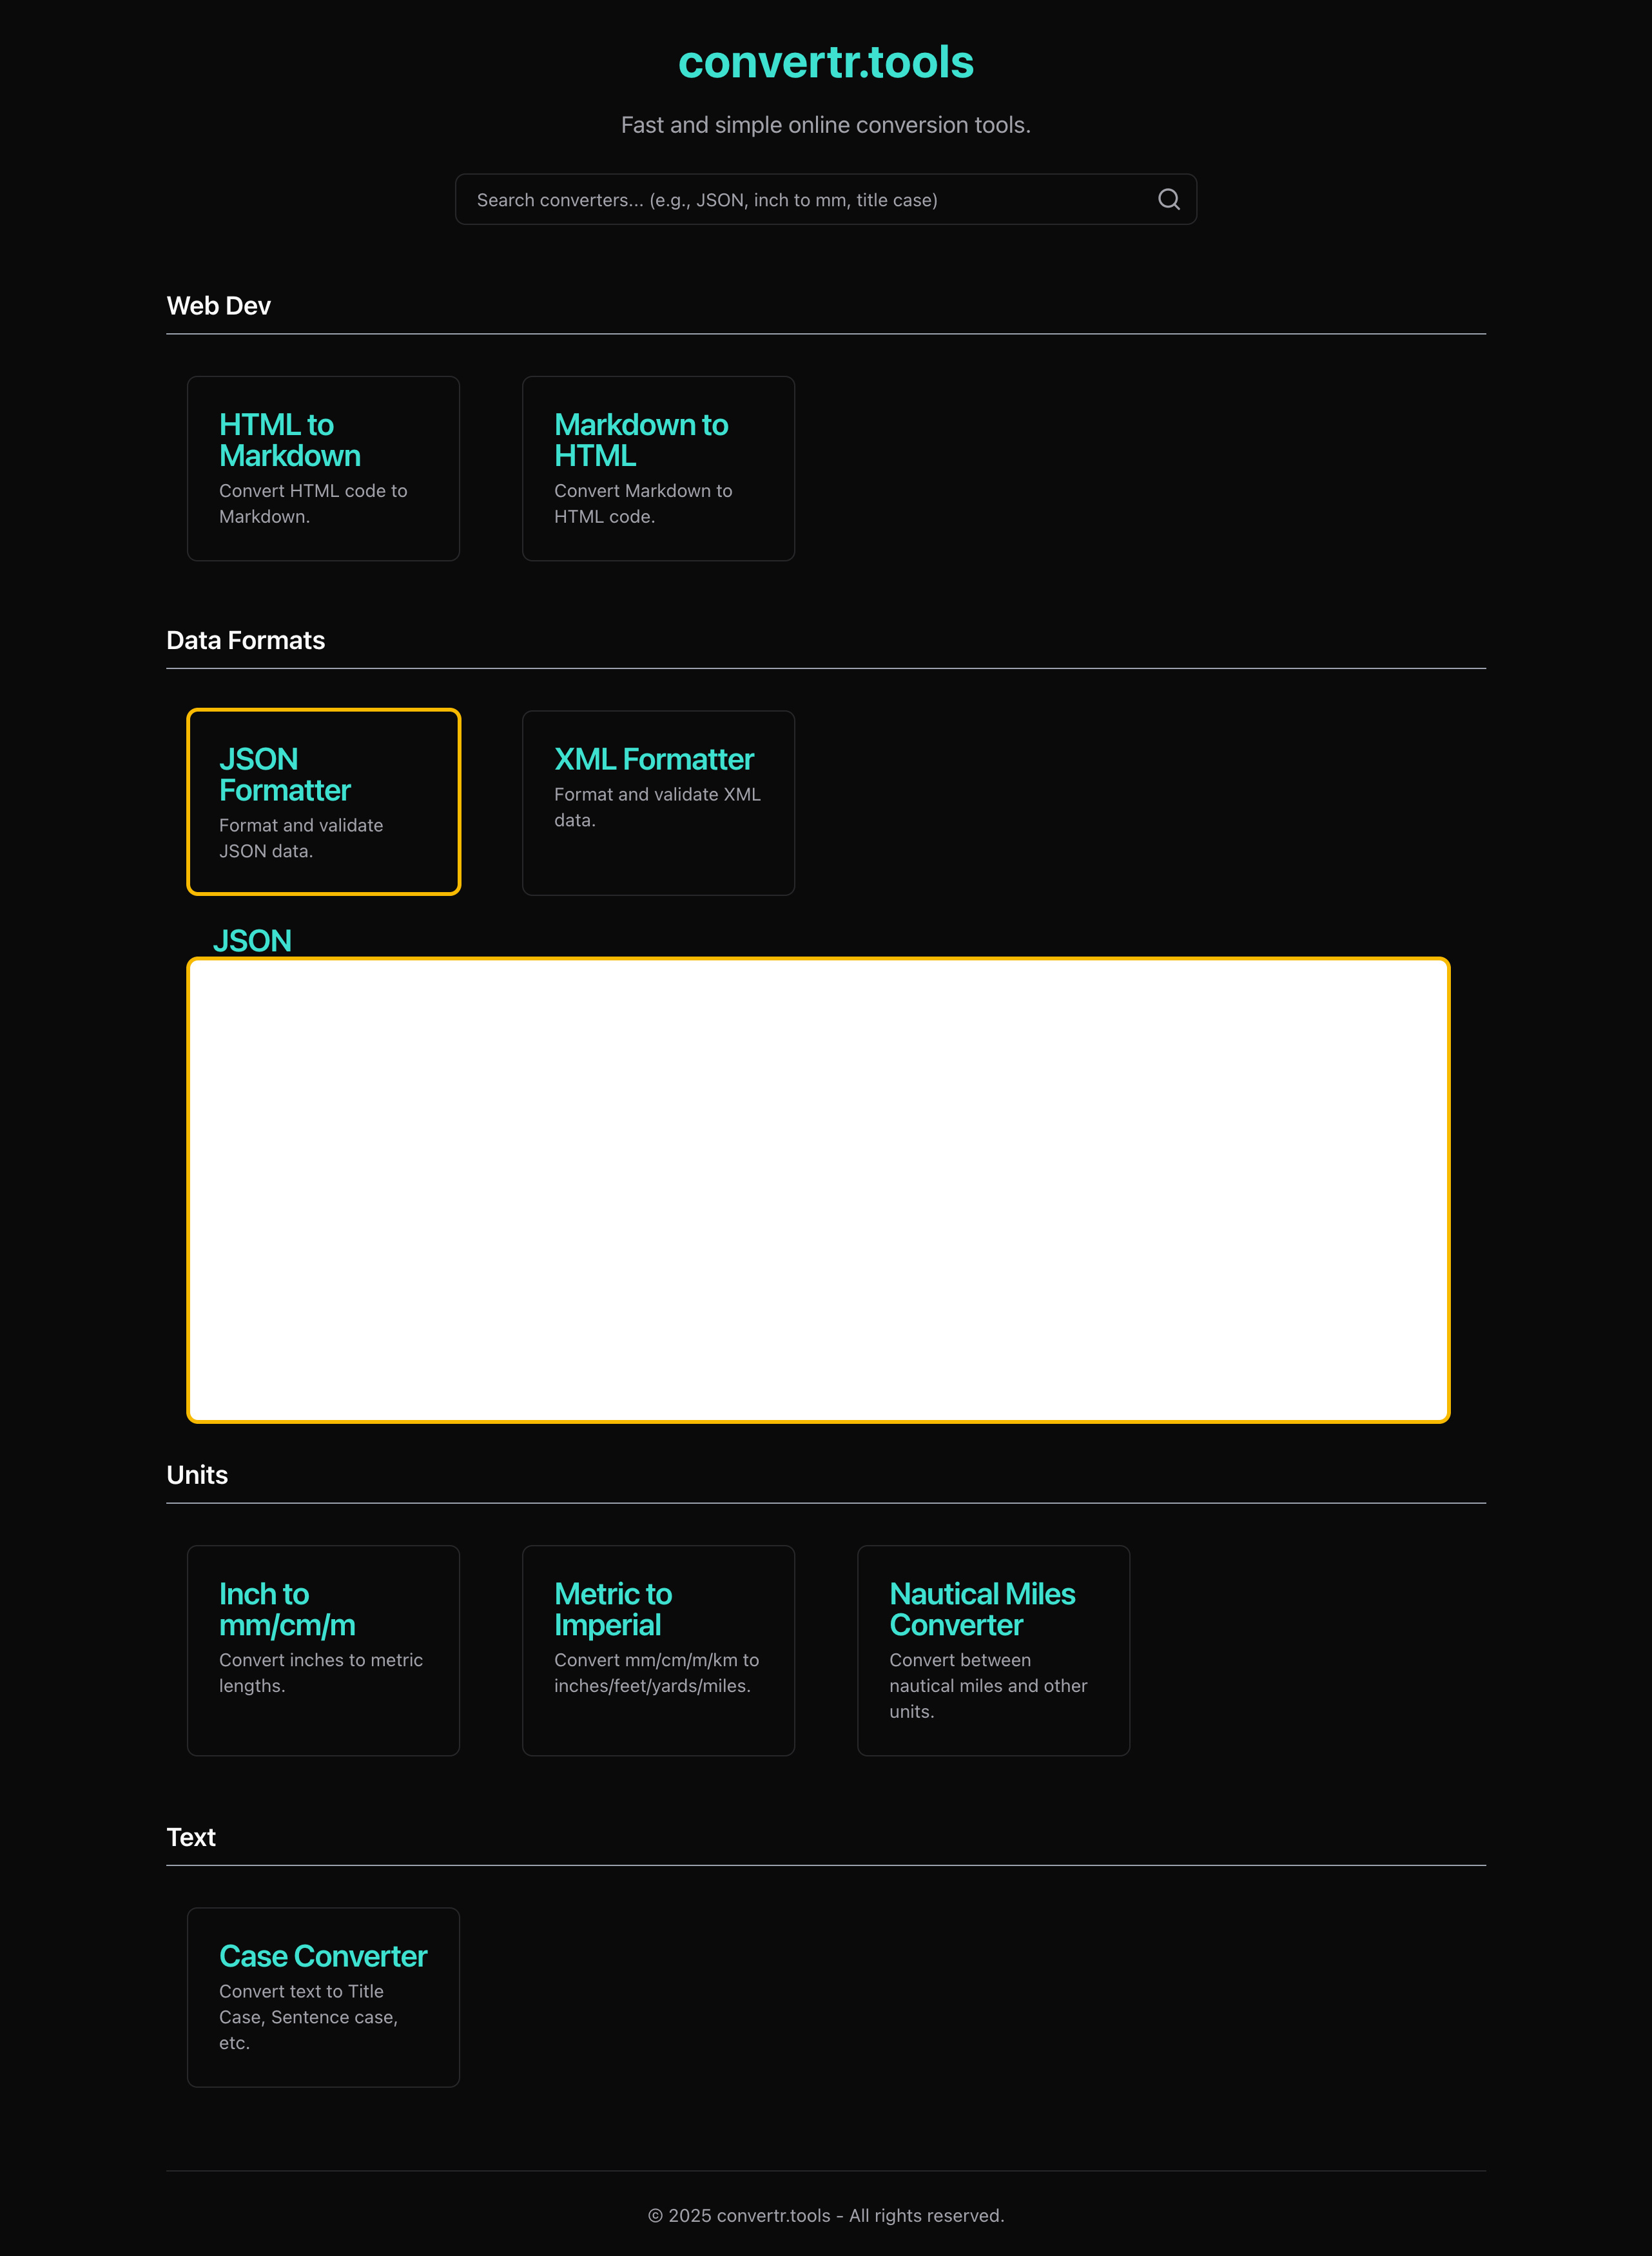 convertr.tools
Fast and simple online conversion tools.
Search converters... (e.g., JSON, inch to mm, title case)
Web Dev
HTML to
Markdown
Convert HTML code to
Markdown.
Markdown to
HTML
Convert Markdown to
HTML code.
Data Formats
JSON
Formatter
Format and validate
JSON data.
XML Formatter
Format and validate XML
data.
JSON
Units
Inch to
mm/cm/m
Convert inches to metric
lengths.
Metric to
Imperial
Convert mm/cm/m/km to
inches/feet/yards/miles.
Nautical Miles
Converter
Convert between
nautical miles and other
units.
Text
Case Converter
Convert text to Title
Case, Sentence case,
etc.
© 2025 convertr.tools - All rights reserved.